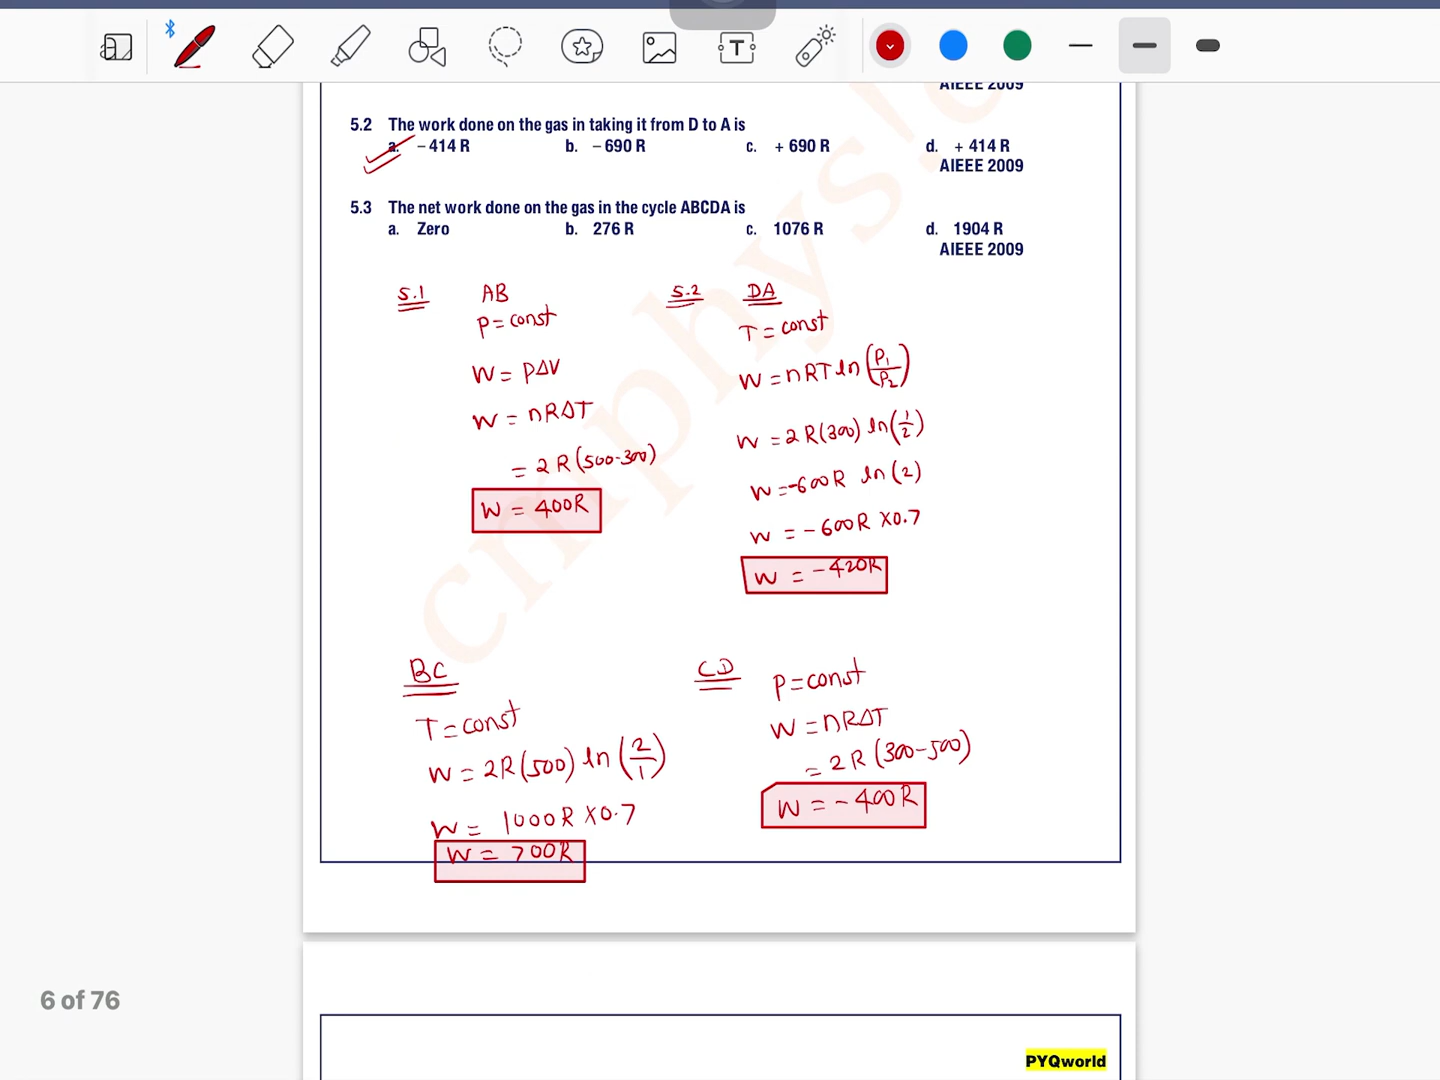 AIEEE 2009
5.2 The work done on the gas in taking it from D to A is
a. – 414 R b. – 690 R c. + 690 R d. + 414 R
AIEEE 2009
5.3 The net work done on the gas in the cycle ABCDA is
a. Zero b. 276 R c. 1076 R d. 1904 R
AIEEE 2009
5.1 AB
P = const
W = PΔV
W = nRΔT
= 2R(500-300)
W = 400R
5.2 DA
T = const
W = nRT ln(P₁/P₂)
W = 2R(300) ln(1/2)
W = -600R ln(2)
W = -600R X0.7
W = -420R
BC
T = const
W = 2R(500) ln(2/1)
W = 1000R X0.7
W = 700R
CD P = const
W = nRΔT
= 2R(300-500)
W = -400R
cmphys!c
6 of 76
PYQworld